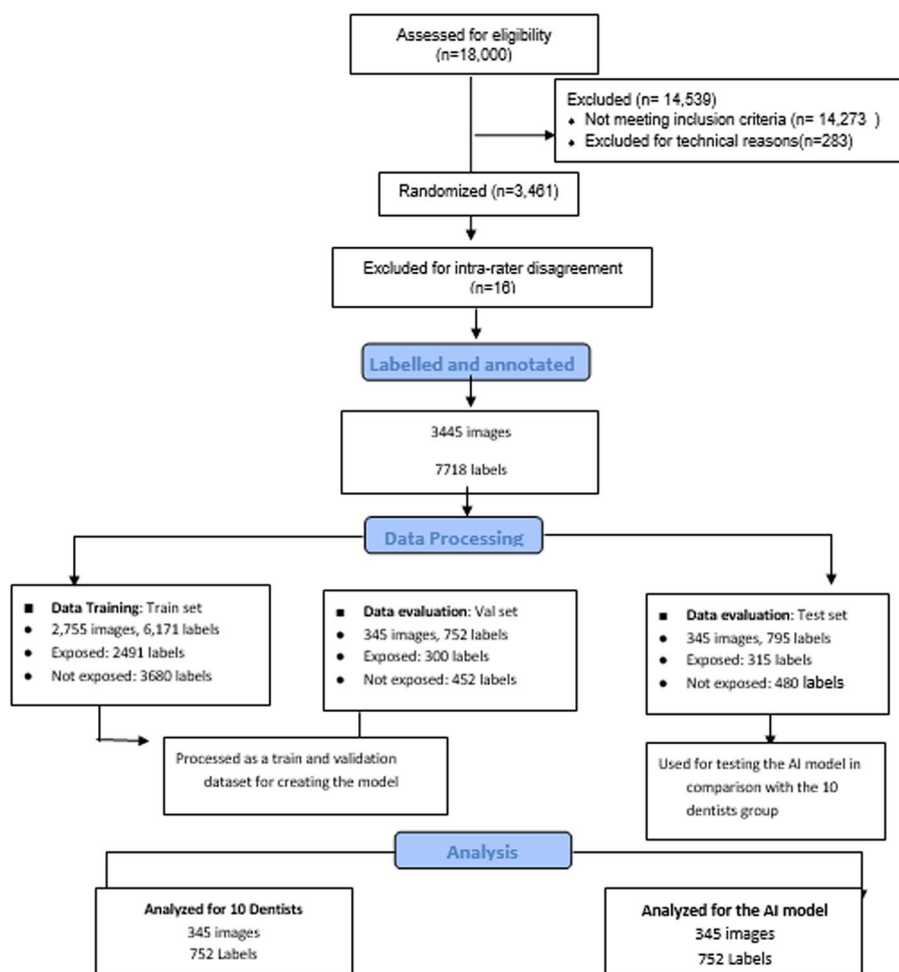 Assessed for eligibility
(n=18,000)
Excluded (n= 14,539)
♦ Not meeting inclusion criteria (n= 14,273 )
♦ Excluded for technical reasons(n=283)
Randomized (n=3,461)
Excluded for intra-rater disagreement
(n=16)
Labelled and annotated
3445 images
7718 labels
Data Processing
■ Data Training: Train set
● 2,755 images, 6,171 labels
● Exposed: 2491 labels
● Not exposed: 3680 labels
■ Data evaluation: Val set
● 345 images, 752 labels
● Exposed: 300 labels
● Not exposed: 452 labels
■ Data evaluation: Test set
● 345 images, 795 labels
● Exposed: 315 labels
● Not exposed: 480 labels
Processed as a train and validation
dataset for creating the model
Used for testing the AI model in
comparison with the 10
dentists group
Analysis
Analyzed for 10 Dentists
345 images
752 Labels
Analyzed for the AI model
345 images
752 Labels